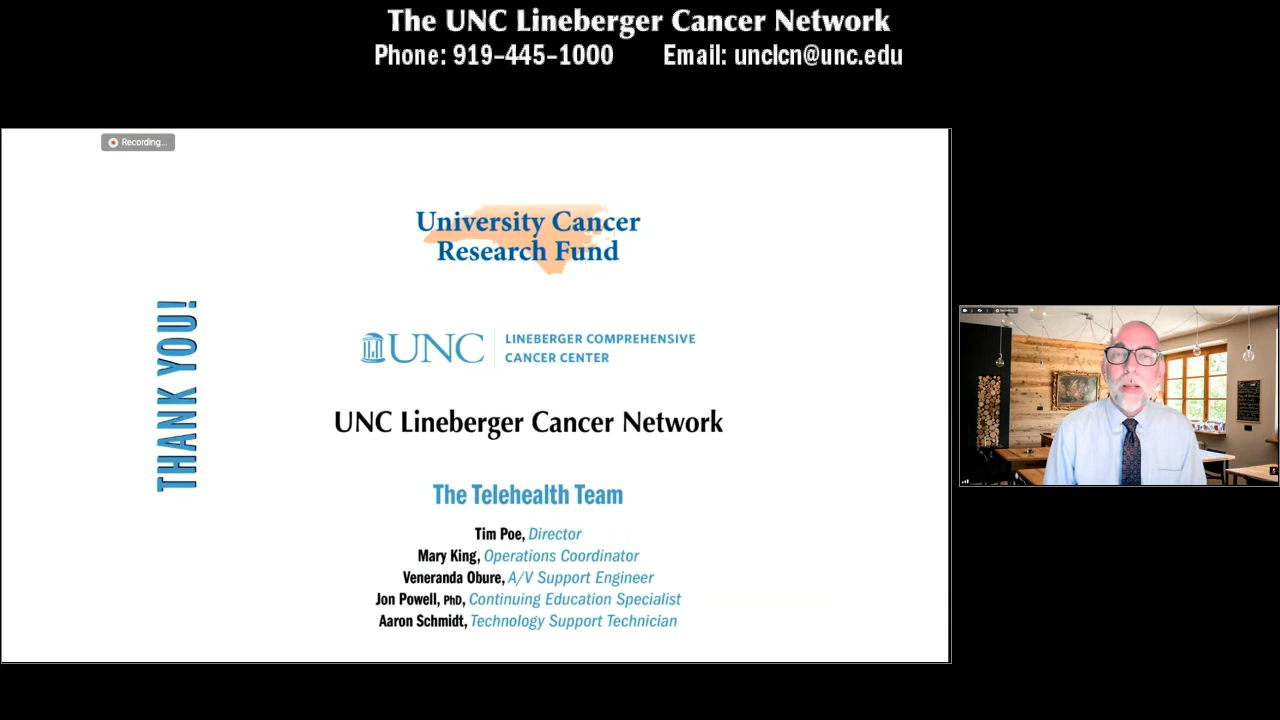 The UNC Lineberger Cancer Network
Phone: 919-445-1000 Email: unclcn@unc.edu
Recording...
University Cancer
Research Fund
THANK YOU!
UNC LINEBERGER COMPREHENSIVE
CANCER CENTER
UNC Lineberger Cancer Network
The Telehealth Team
Tim Poe, Director
Mary King, Operations Coordinator
Veneranda Obure, A/V Support Engineer
Jon Powell, PhD, Continuing Education Specialist
Aaron Schmidt, Technology Support Technician